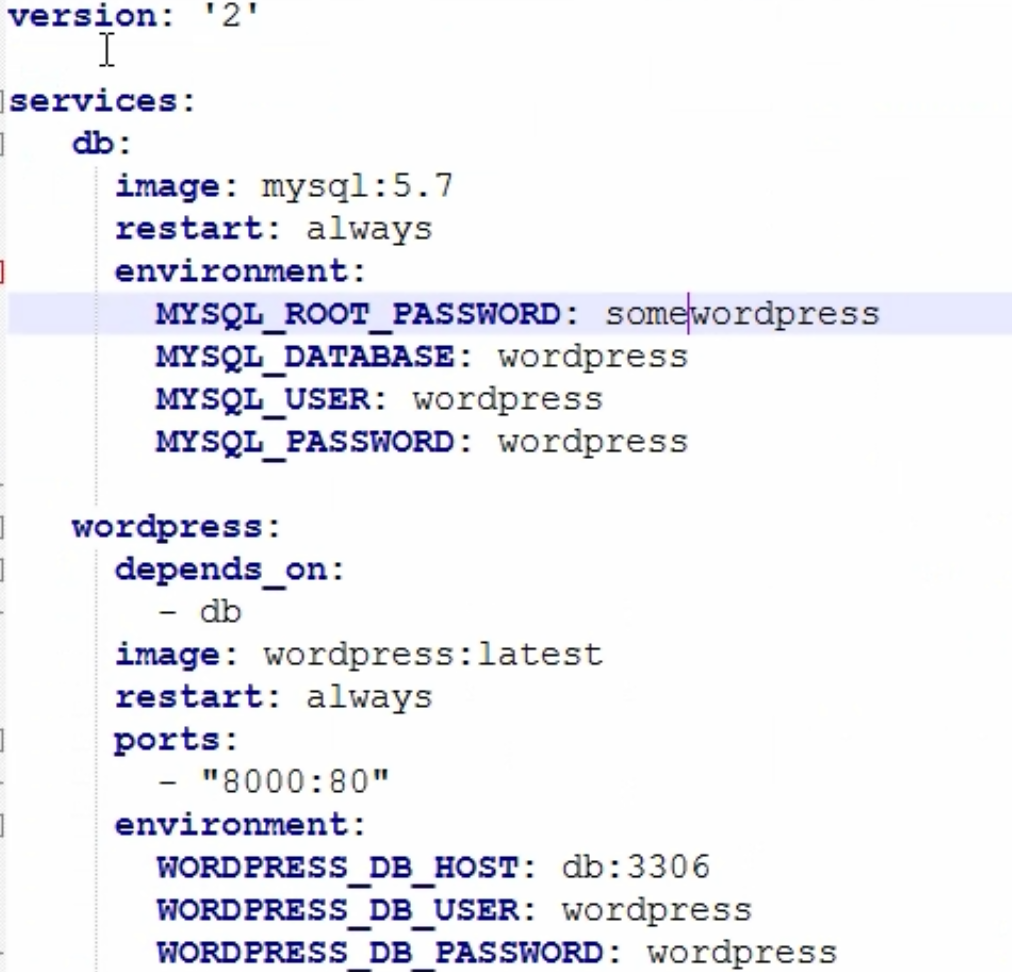 version: '2'
services:
db:
image: mysql:5.7
restart: always
environment:
MYSQL_ROOT_PASSWORD: somewordpress
MYSQL_DATABASE: wordpress
MYSQL_USER: wordpress
MYSQL_PASSWORD: wordpress
wordpress:
depends_on:
- db
image: wordpress:latest
restart: always
ports:
- "8000:80"
environment:
WORDPRESS_DB_HOST: db:3306
WORDPRESS_DB_USER: wordpress
WORDPRESS_DB_PASSWORD: wordpress